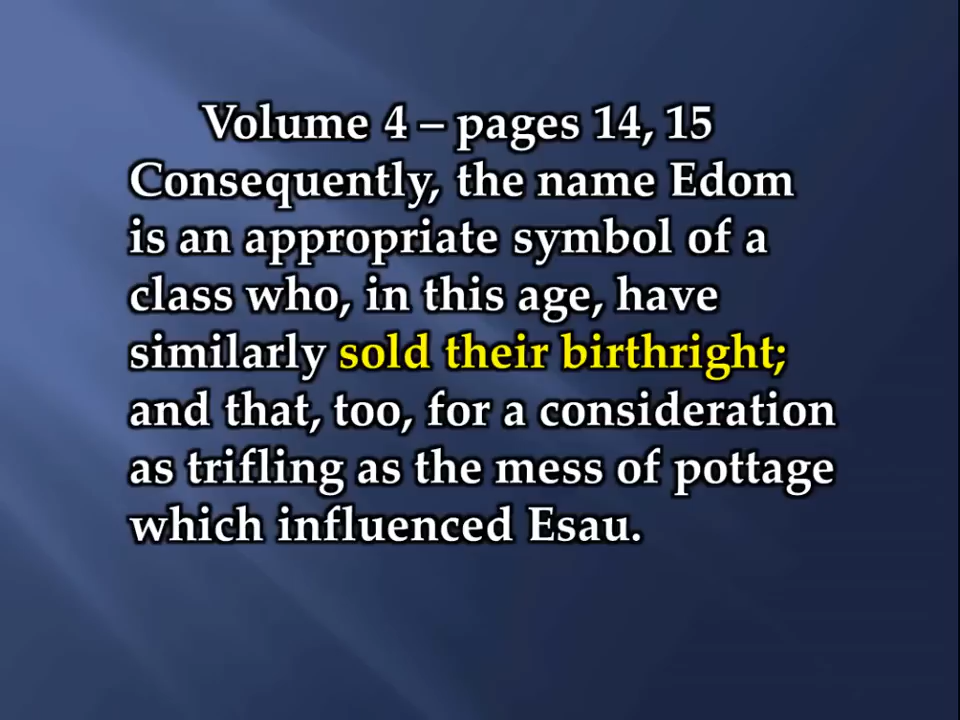 Volume 4 – pages 14, 15
Consequently, the name Edom
is an appropriate symbol of a
class who, in this age, have
similarly sold their birthright;
and that, too, for a consideration
as trifling as the mess of pottage
which influenced Esau.